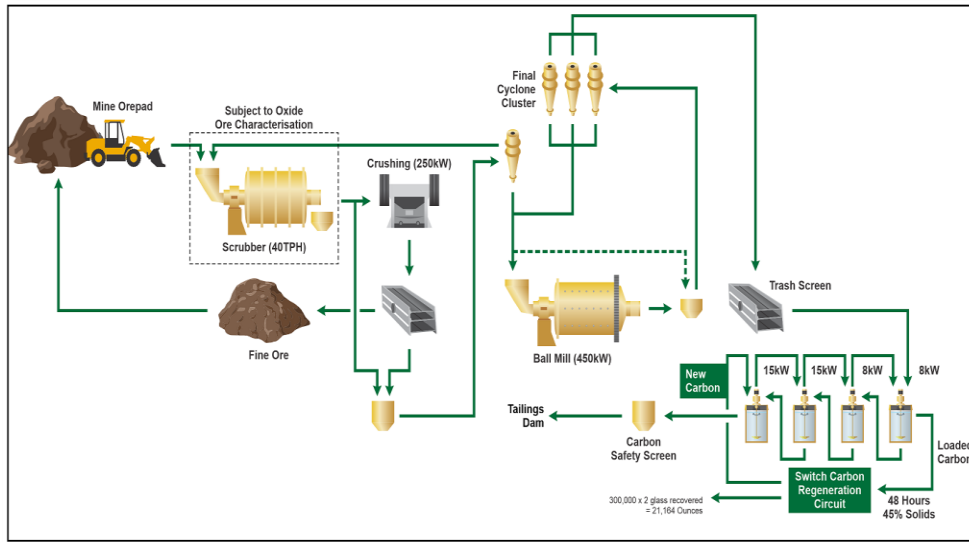 Mine Orepad
Subject to Oxide
Ore Characterisation
Scrubber (40TPH)
Crushing (250kW)
Fine Ore
Final
Cyclone
Cluster
Ball Mill (450kW)
Trash Screen
New
Carbon
15kW
15kW
8kW
8kW
Tailings
Dam
Carbon
Safety Screen
Loaded
Carbon
Switch Carbon
Regeneration
Circuit
48 Hours
45% Solids
300,000 x 2 glass recovered
= 21,164 Ounces